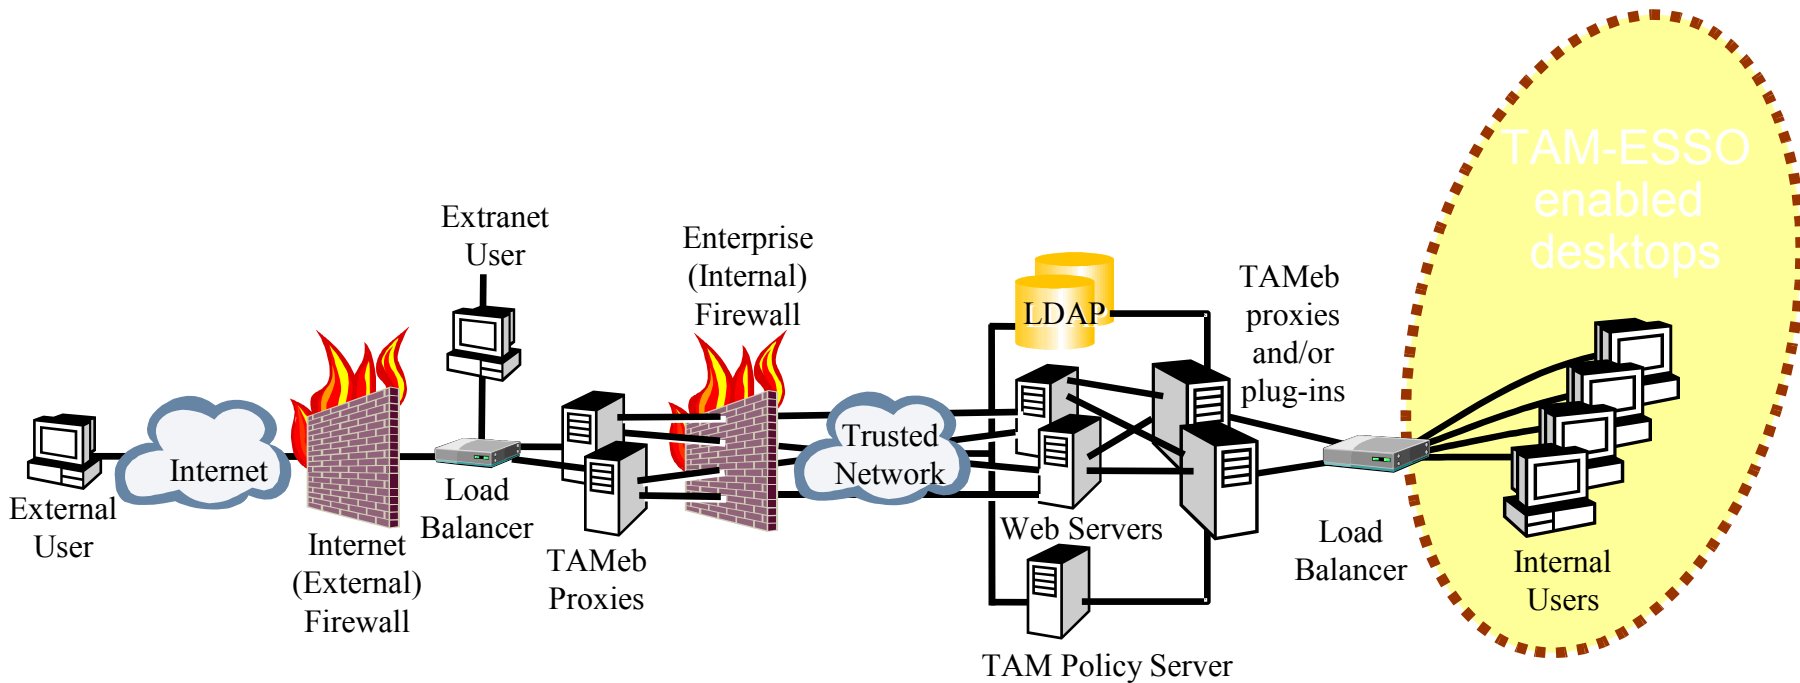 External
User
Internet
Internet
(External)
Firewall
Extranet
User
Load
Balancer
TAMeb
Proxies
Enterprise
(Internal)
Firewall
Trusted
Network
LDAP
Web Servers
TAM Policy Server
TAMeb
proxies
and/or
plug-ins
Load
Balancer
TAM-ESSO
enabled
desktops
Internal
Users